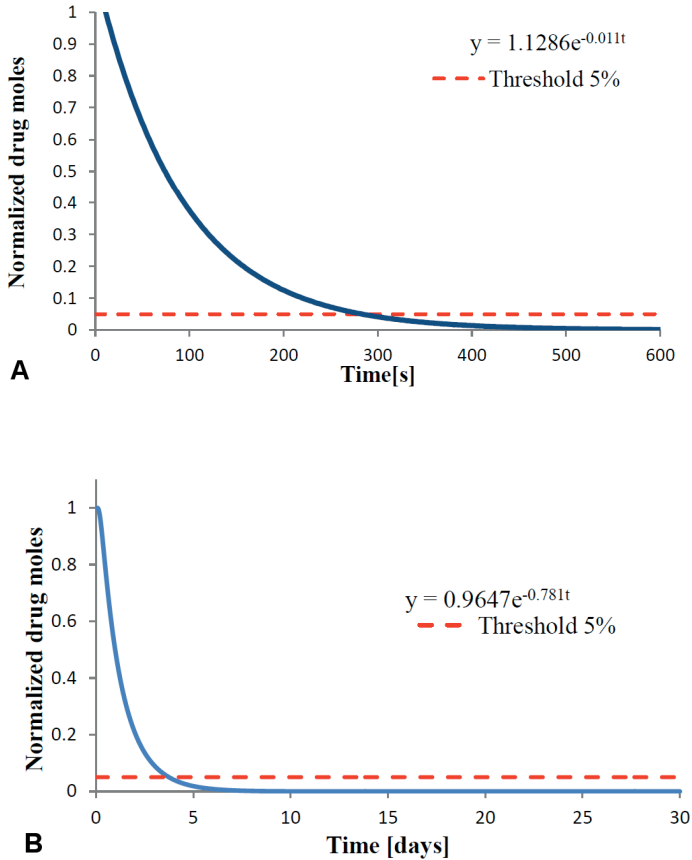 Normalized drug moles
1
0.9
0.8
0.7
0.6
0.5
0.4
0.3
0.2
0.1
0
y = 1.1286e-0.011t
Threshold 5%
0 100 200 300 400 500 600
Time[s]
A
Normalized drug moles
1
0.8
0.6
0.4
0.2
0
y = 0.9647e-0.781t
Threshold 5%
0 5 10 15 20 25 30
Time [days]
B